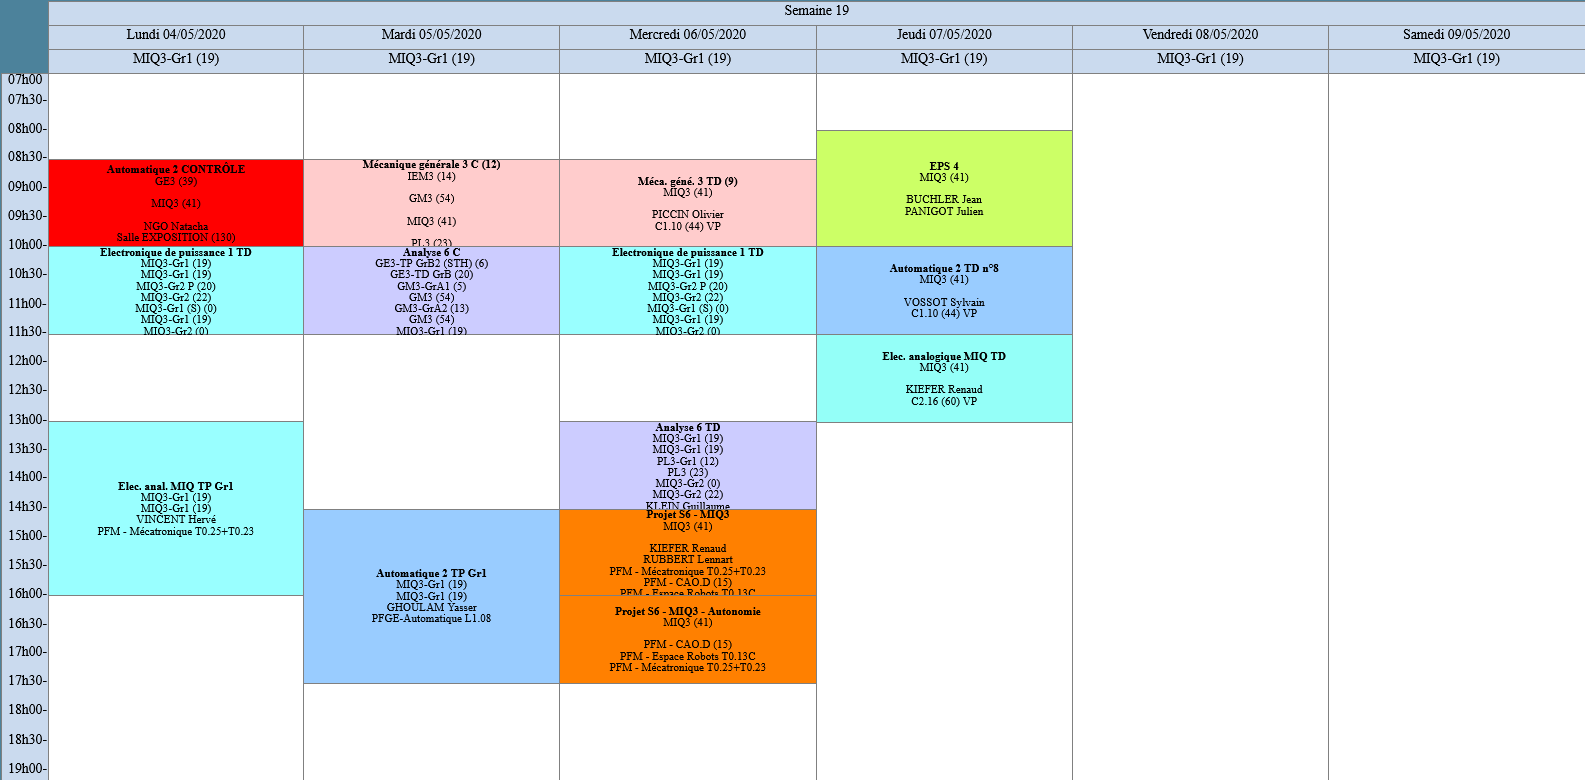 Semaine 19
Lundi 04/05/2020
Mardi 05/05/2020
Mercredi 06/05/2020
Jeudi 07/05/2020
Vendredi 08/05/2020
Samedi 09/05/2020
MIQ3-Gr1 (19)
MIQ3-Gr1 (19)
MIQ3-Gr1 (19)
MIQ3-Gr1 (19)
MIQ3-Gr1 (19)
MIQ3-Gr1 (19)
07h00
07h30-
08h00-
08h30-
09h00-
09h30-
10h00-
10h30-
11h00-
11h30-
12h00-
12h30-
13h00-
13h30-
14h00-
14h30-
15h00-
15h30-
16h00-
16h30-
17h00-
17h30-
18h00-
18h30-
19h00-
Automatique 2 CONTRÔLE
GE3 (39)
MIQ3 (41)
NGO Natacha
Salle EXPOSITION (130)
Electronique de puissance 1 TD
MIQ3-Gr1 (19)
MIQ3-Gr1 (19)
MIQ3-Gr2 P (20)
MIQ3-Gr2 (22)
MIQ3-Gr1 (S) (0)
MIQ3-Gr1 (19)
MIQ3-Gr2 (0)
Elec. anal. MIQ TP Gr1
MIQ3-Gr1 (19)
MIQ3-Gr1 (19)
VINCENT Hervé
PFM - Mécatronique T0.25+T0.23
Mécanique générale 3 C (12)
IEM3 (14)
GM3 (54)
MIQ3 (41)
PL3 (23)
Analyse 6 C
GE3-TP GrB2 (STH) (6)
GE3-TD GrB (20)
GM3-GrA1 (5)
GM3 (54)
GM3-GrA2 (13)
GM3 (54)
MIQ3-Gr1 (19)
Automatique 2 TP Gr1
MIQ3-Gr1 (19)
MIQ3-Gr1 (19)
GHOULAM Yasser
PFGE-Automatique L1.08
Méca. géné. 3 TD (9)
MIQ3 (41)
PICCIN Olivier
C1.10 (44) VP
Electronique de puissance 1 TD
MIQ3-Gr1 (19)
MIQ3-Gr1 (19)
MIQ3-Gr2 P (20)
MIQ3-Gr2 (22)
MIQ3-Gr1 (S) (0)
MIQ3-Gr1 (19)
MIQ3-Gr2 (0)
Analyse 6 TD
MIQ3-Gr1 (19)
MIQ3-Gr1 (19)
PL3-Gr1 (12)
PL3 (23)
MIQ3-Gr2 (0)
MIQ3-Gr2 (22)
KLEIN Guillaume
Projet S6 - MIQ3
MIQ3 (41)
KIEFER Renaud
RUBBERT Lennart
PFM - Mécatronique T0.25+T0.23
PFM - CAO.D (15)
PFM - Espace Robots T0.13C
Projet S6 - MIQ3 - Autonomie
MIQ3 (41)
PFM - CAO.D (15)
PFM - Espace Robots T0.13C
PFM - Mécatronique T0.25+T0.23
EPS 4
MIQ3 (41)
BUCHLER Jean
PANIGOT Julien
Automatique 2 TD n°8
MIQ3 (41)
VOSSOT Sylvain
C1.10 (44) VP
Elec. analogique MIQ TD
MIQ3 (41)
KIEFER Renaud
C2.16 (60) VP